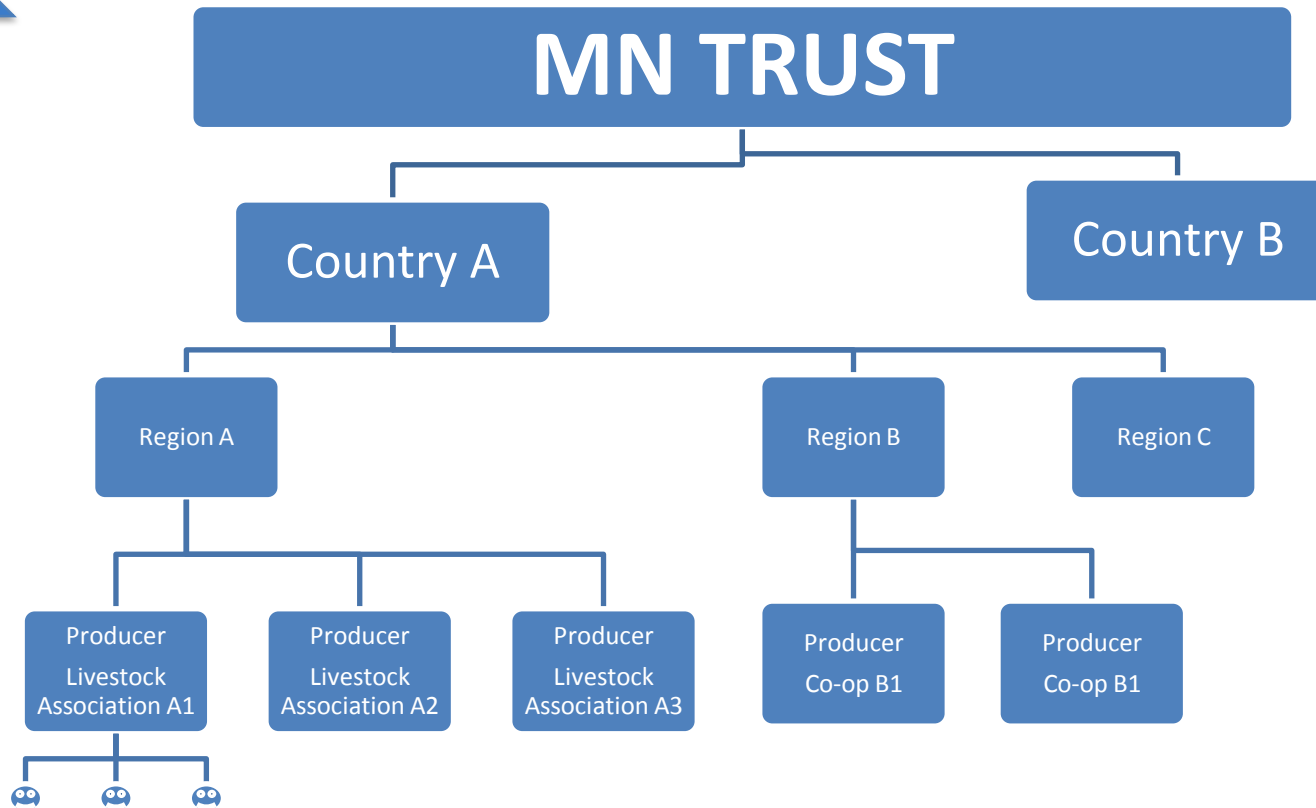 MN TRUST
Country A
Country B
Region A
Region B
Region C
Producer
Livestock
Association A1
Producer
Livestock
Association A2
Producer
Livestock
Association A3
Producer
Co-op B1
Producer
Co-op B1